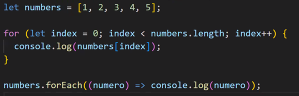 let numbers = [1, 2, 3, 4, 5];
for (let index = 0; index < numbers.length; index++) {
  console.log(numbers[index]);
}
numbers.forEach((numero) => console.log(numero));